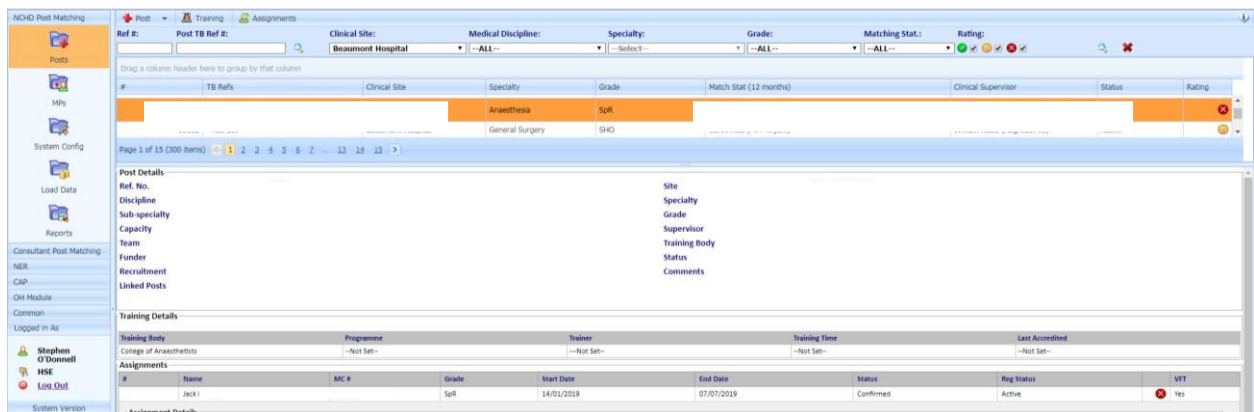 NCHD Post Matching
Post Training Assignments
Ref #: Post TB Ref #: Clinical Site: Medical Discipline: Specialty: Grade: Matching Stat.: Rating:
Beaumont Hospital --ALL-- --Select-- --ALL-- --ALL--
Posts
Drag a column header here to group by that column
# TB Refs Clinical Site Specialty Grade Match Stat (12 months) Clinical Supervisor Status Rating
MPs
Anaesthesia SpR
General Surgery SHO
System Config
Page 1 of 15 (300 items) 1 2 3 4 5 6 7 ... 13 14 15
Load Data
Reports
Post Details
Ref. No. Site
Discipline Specialty
Sub-specialty Grade
Capacity Supervisor
Team Training Body
Funder Status
Recruitment Comments
Linked Posts
Consultant Post Matching
NER
CAP
OH Module
Common
Logged in As
Stephen
O'Donnell
HSE
Log Out
System Version
Training Details
Training Body Programme Trainer Training Time Last Accredited
College of Anaesthetists --Not Set-- --Not Set-- --Not Set-- --Not Set--
Assignments
# Name MC # Grade Start Date End Date Status Reg Status VFT
Jack SpR 14/01/2019 07/07/2019 Confirmed Active Yes
Assignment Details